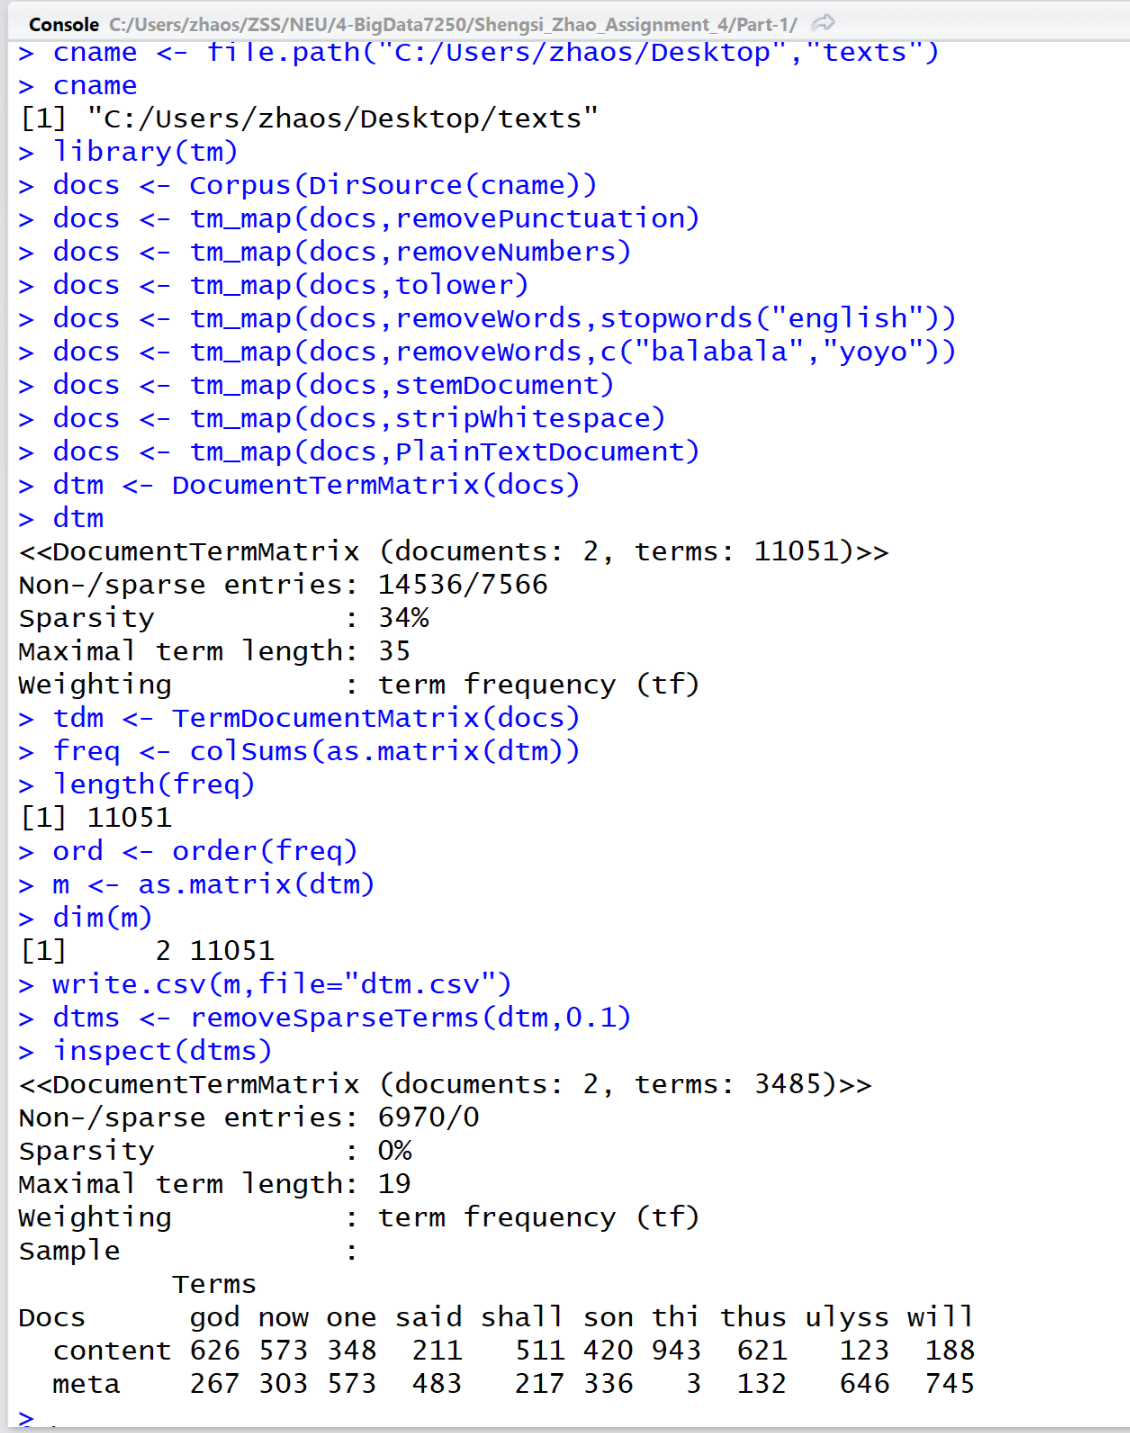 Console C:/Users/zhaos/ZSS/NEU/4-BigData7250/Shengsi_Zhao_Assignment_4/Part-1/
> cname <- file.path("C:/Users/zhaos/Desktop","texts")
> cname
[1] "C:/Users/zhaos/Desktop/texts"
> library(tm)
> docs <- Corpus(DirSource(cname))
> docs <- tm_map(docs,removePunctuation)
> docs <- tm_map(docs,removeNumbers)
> docs <- tm_map(docs,tolower)
> docs <- tm_map(docs,removeWords,stopwords("english"))
> docs <- tm_map(docs,removeWords,c("balabala","yoyo"))
> docs <- tm_map(docs,stemDocument)
> docs <- tm_map(docs,stripWhitespace)
> docs <- tm_map(docs,PlainTextDocument)
> dtm <- DocumentTermMatrix(docs)
> dtm
<<DocumentTermMatrix (documents: 2, terms: 11051)>>
Non-/sparse entries: 14536/7566
Sparsity           : 34%
Maximal term length: 35
Weighting          : term frequency (tf)
> tdm <- TermDocumentMatrix(docs)
> freq <- colSums(as.matrix(dtm))
> length(freq)
[1] 11051
> ord <- order(freq)
> m <- as.matrix(dtm)
> dim(m)
[1]     2 11051
> write.csv(m,file="dtm.csv")
> dtms <- removeSparseTerms(dtm,0.1)
> inspect(dtms)
<<DocumentTermMatrix (documents: 2, terms: 3485)>>
Non-/sparse entries: 6970/0
Sparsity           : 0%
Maximal term length: 19
Weighting          : term frequency (tf)
Sample             :
         Terms
Docs      god now one said shall son thi thus ulyss will
  content 626 573 348  211   511 420 943  621   123  188
  meta    267 303 573  483   217 336   3  132   646  745
>